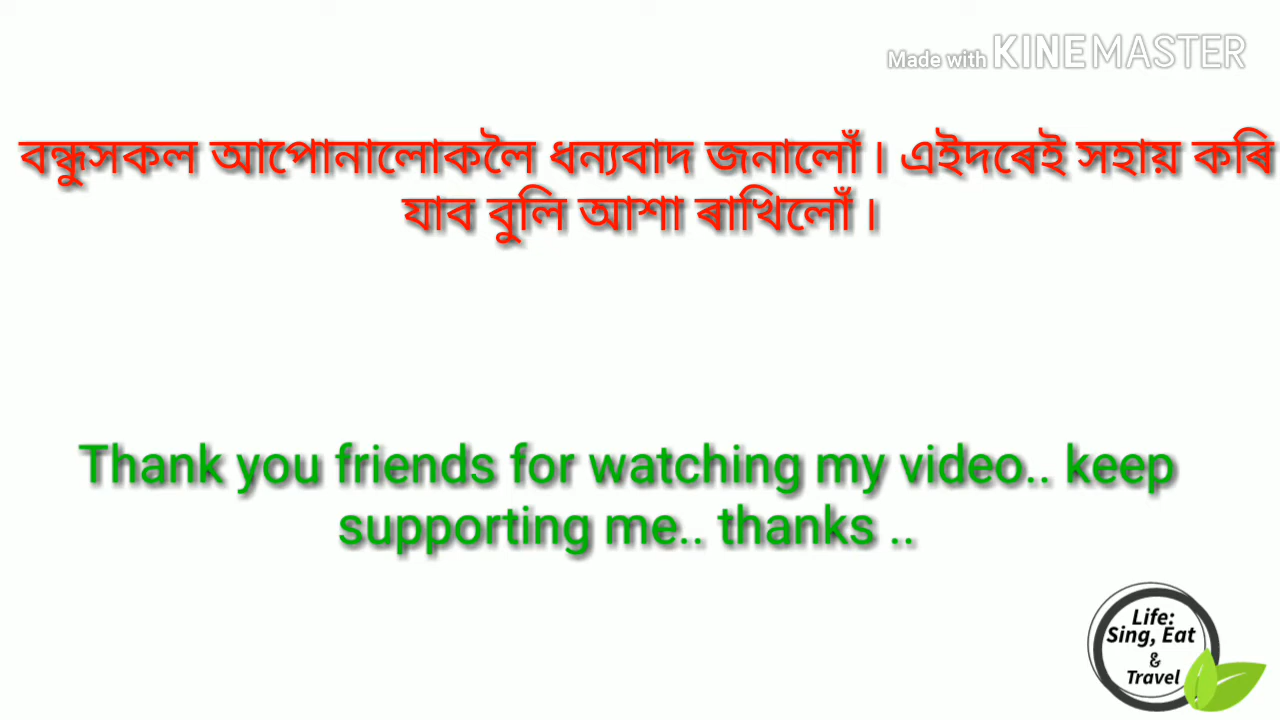 Made with KINEMASTER
বন্ধুসকল আপোনালোকলৈ ধন্যবাদ জনালোঁ । এইদৰেই সহায় কৰি
যাব বুলি আশা ৰাখিলোঁ ।
Thank you friends for watching my video.. keep
supporting me.. thanks ..
Life:
Sing, Eat
&
Travel